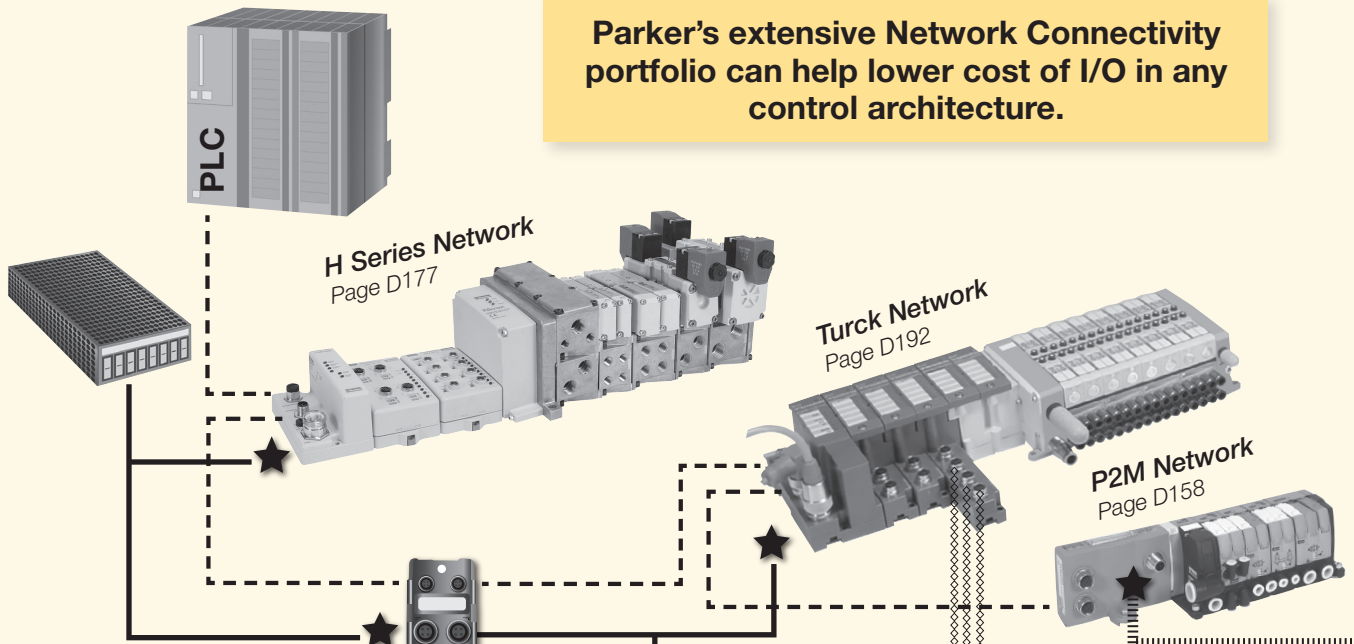 Parker’s extensive Network Connectivity
portfolio can help lower cost of I/O in any
control architecture.
PLC
H Series Network
Page D177
Turck Network
Page D192
P2M Network
Page D158